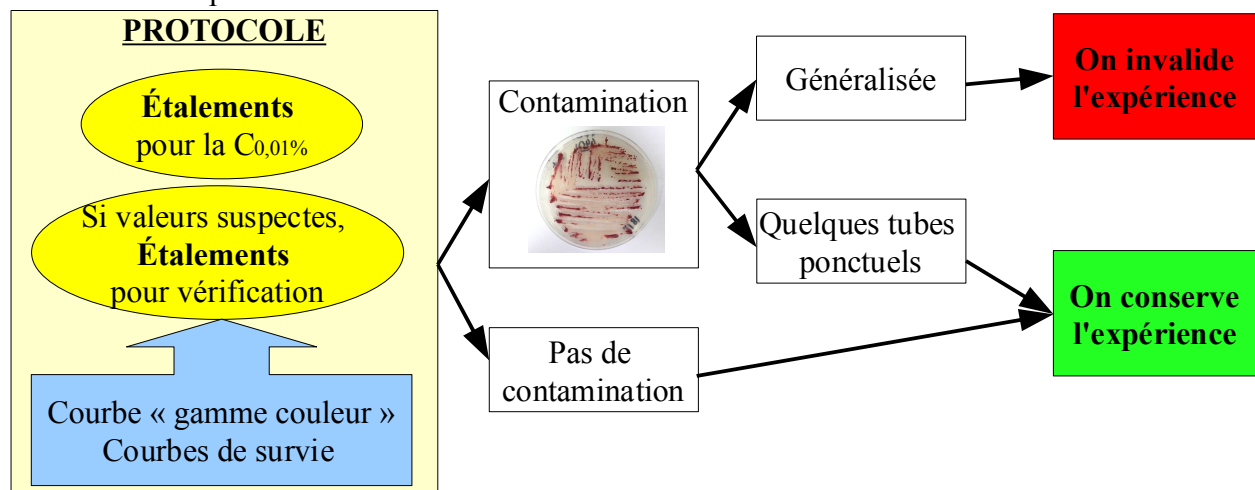 PROTOCOLE
Étalements
pour la C0,01%
Si valeurs suspectes,
Étalements
pour vérification
Courbe « gamme couleur »
Courbes de survie
Contamination
Pas de
contamination
Généralisée
Quelques tubes
ponctuels
On invalide
l'expérience
On conserve
l'expérience